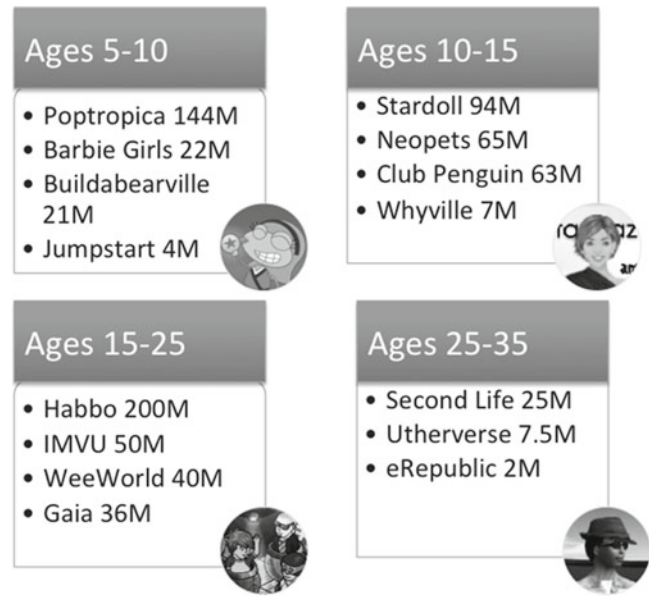 Ages 5-10
• Poptropica 144M
• Barbie Girls 22M
• Buildabearville
21M
• Jumpstart 4M
Ages 10-15
• Stardoll 94M
• Neopets 65M
• Club Penguin 63M
• Whyville 7M
Ages 15-25
• Habbo 200M
• IMVU 50M
• WeeWorld 40M
• Gaia 36M
Ages 25-35
• Second Life 25M
• Utherverse 7.5M
• eRepublic 2M